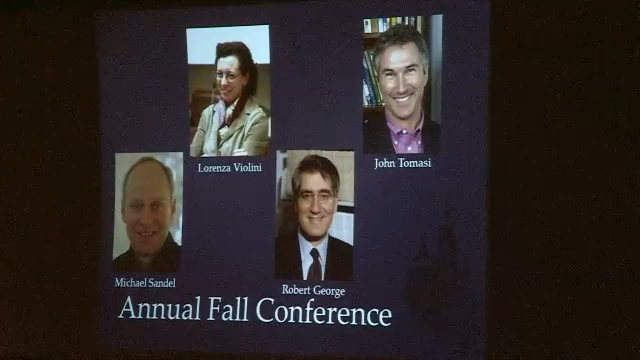 Lorenza Violini
John Tomasi
Michael Sandel
Robert George
Annual Fall Conference